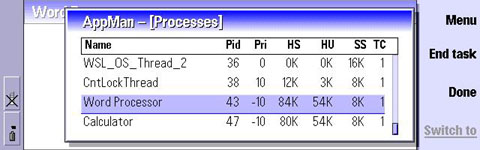 Word
AppMan – [Processes]
Menu
Name Pid Pri HS HU SS TC
WSL_OS_Thread_2 36 0 0K 0K 16K 1
End task
CntLockThread 38 10 12K 3K 8K 1
Word Processor 43 -10 84K 54K 8K 1
Done
Calculator 47 -10 80K 54K 8K 1
Switch to